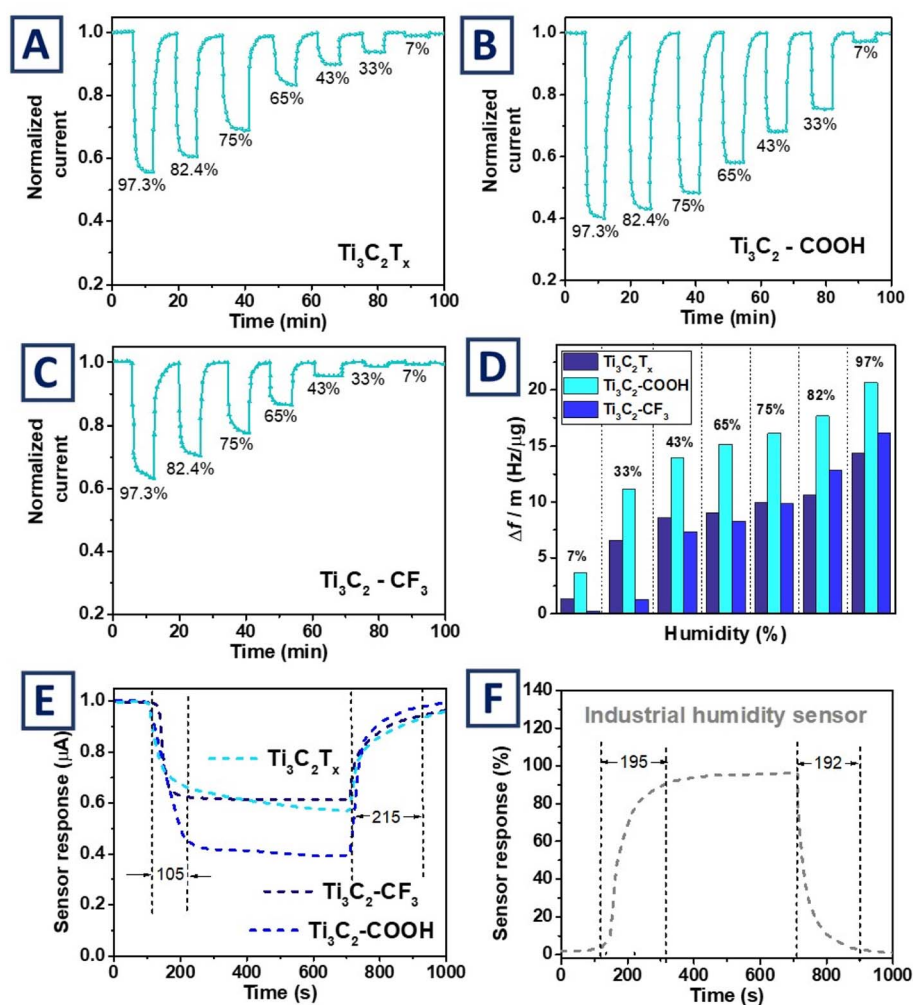 A
1.0
0.8
0.6
0.4
0.2
Normalized
current
97.3%
82.4%
75%
65%
43%
33%
7%
Ti₃C₂Tₓ
0 20 40 60 80 100
Time (min)
B
1.0
0.8
0.6
0.4
0.2
Normalized
current
97.3%
82.4%
75%
65%
43%
33%
7%
Ti₃C₂ - COOH
0 20 40 60 80 100
Time (min)
C
1.0
0.8
0.6
0.4
0.2
Normalized
current
97.3%
82.4%
75%
65%
43%
33%
7%
Ti₃C₂ - CF₃
0 20 40 60 80 100
Time (min)
D
Ti₃C₂Tₓ
Ti₃C₂-COOH
Ti₃C₂-CF₃
20
15
10
5
0
Δf / m (Hz/μg)
7%
33%
43%
65%
75%
82%
97%
Humidity (%)
E
1.0
0.8
0.6
0.4
0.2
0.0
Sensor response (μA)
Ti₃C₂Tₓ
215
105
Ti₃C₂-CF₃
Ti₃C₂-COOH
0 200 400 600 800 1000
Time (s)
F
140
120
100
80
60
40
20
0
Sensor response (%)
Industrial humidity sensor
195
192
0 200 400 600 800 1000
Time (s)